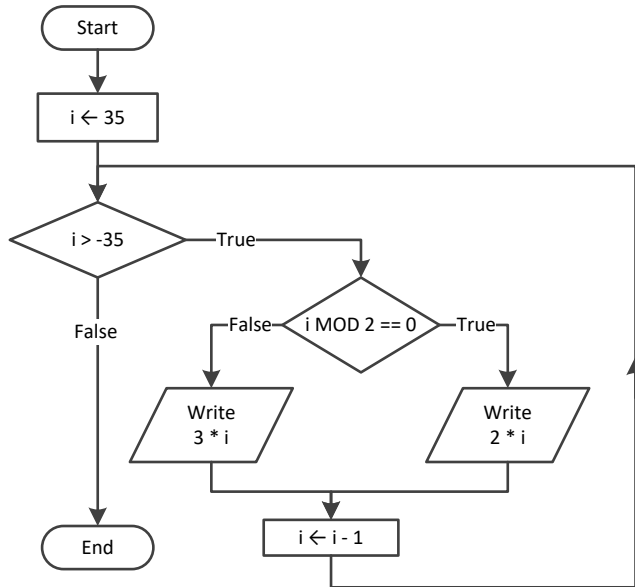 Start
i ← 35
i > -35
True
False
i MOD 2 == 0
False
True
Write
3 * i
Write
2 * i
i ← i - 1
End